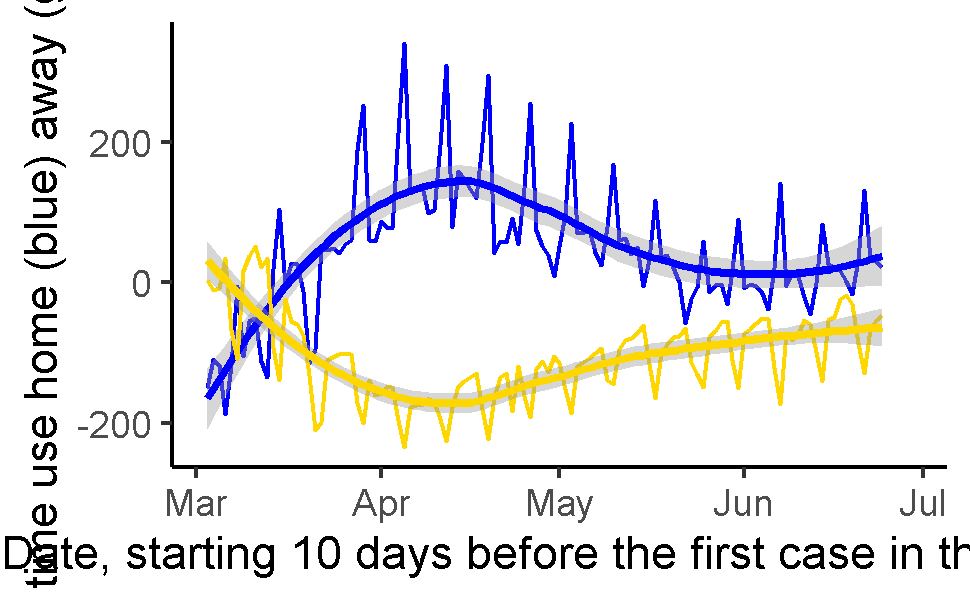 time use home (blue) away (
200
0
-200
Mar Apr May Jun Jul
Date, starting 10 days before the first case in th